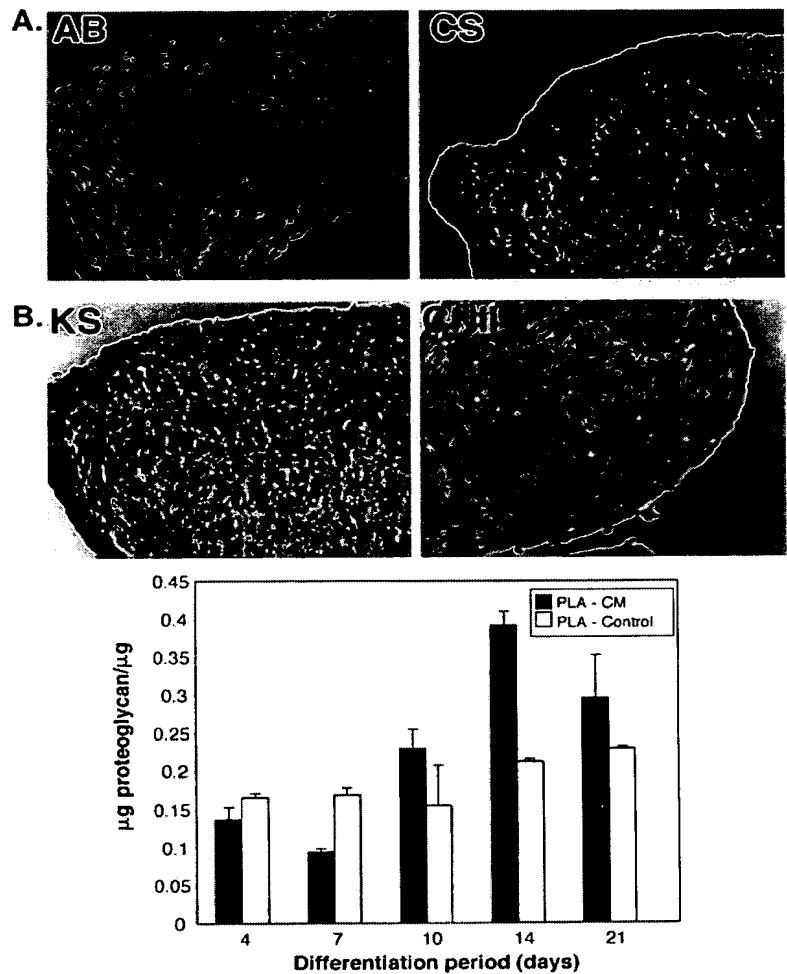 A.
AB
CS
B.
KS
0.45
0.4
0.35
0.3
0.25
0.2
0.15
0.1
0.05
0
µg proteoglycan/µg
PLA - CM
PLA - Control
4 7 10 14 21
Differentiation period (days)